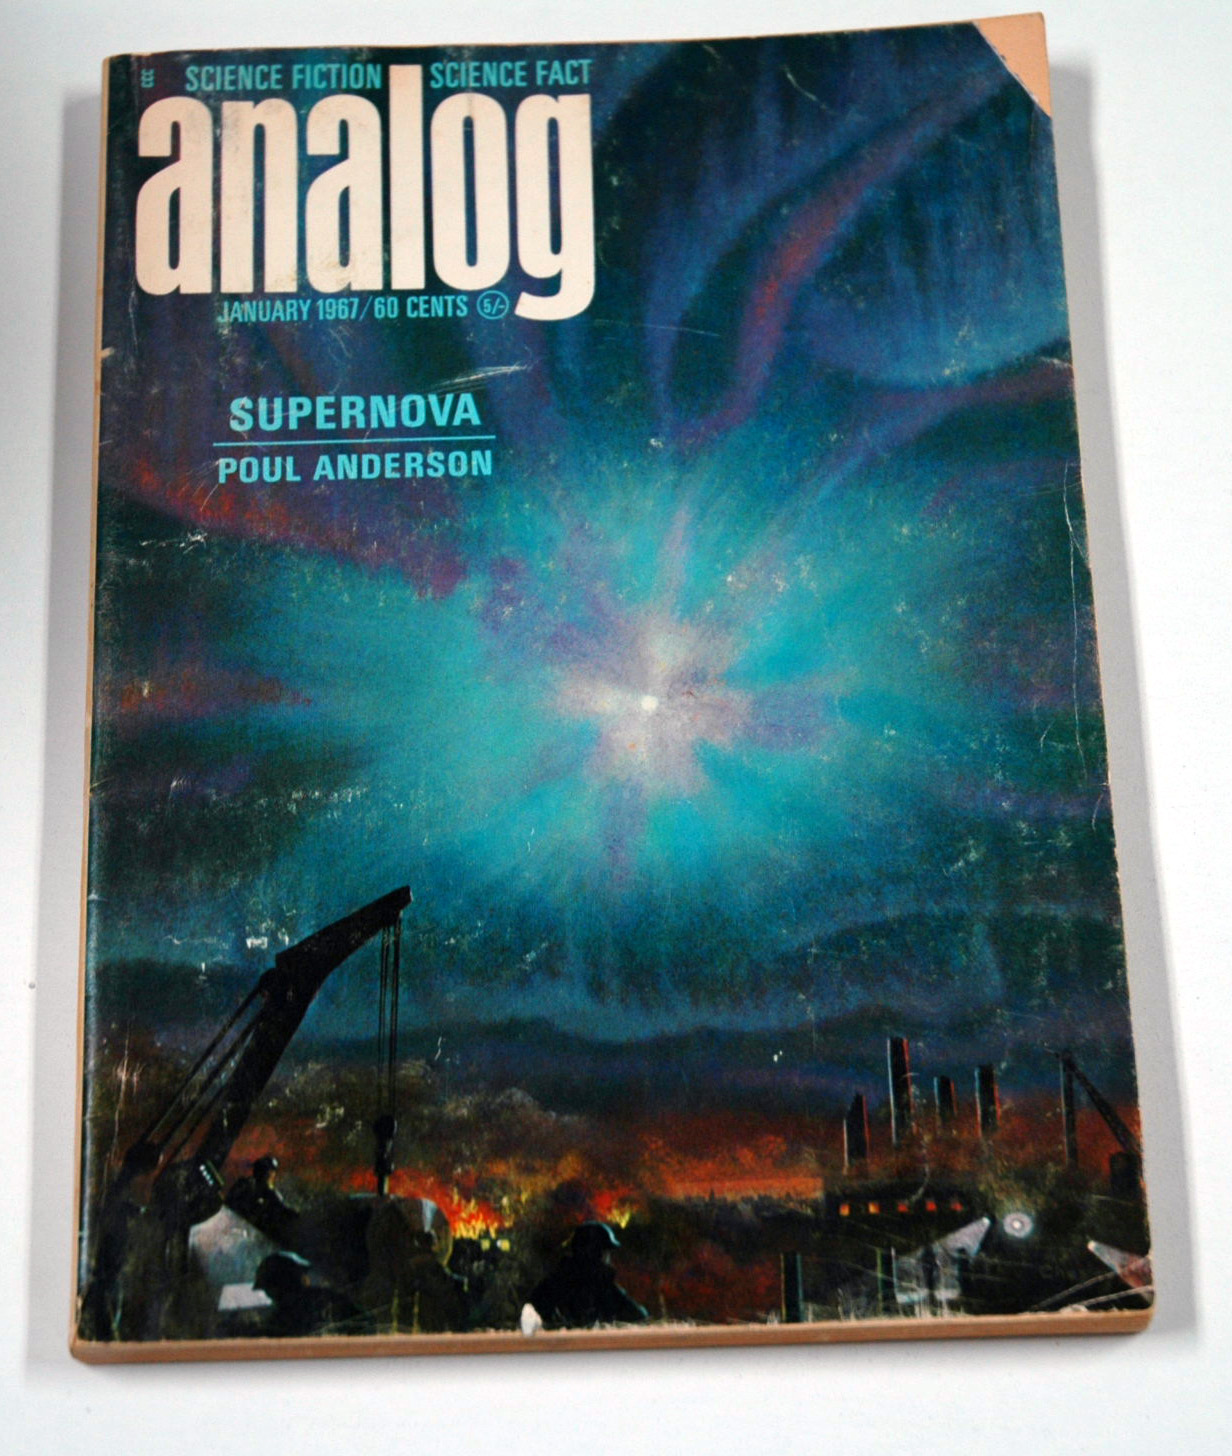 SCIENCE FICTION SCIENCE FACT
analog
JANUARY 1967/60 CENTS 5/-
SUPERNOVA
POUL ANDERSON